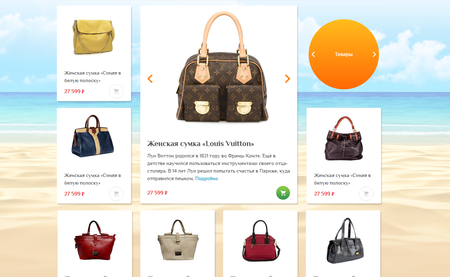 Женская сумка «Синяя в
белую полоску»
27 599 ₽
Женская сумка «Louis Vuitton»
Луи Вюттон родился в 1821 году во Франш Конте. Ещё в
детстве научился пользоваться инструментами своего отца-
столяра. В 14 лет Луи решил попытать счастья в Париже, куда
отправился пешком. Подробно
27 599 ₽
Товары
Женская сумка «Синяя в
белую полоску»
27 599 ₽
Женская сумка «Синяя в
белую полоску»
27 599 ₽